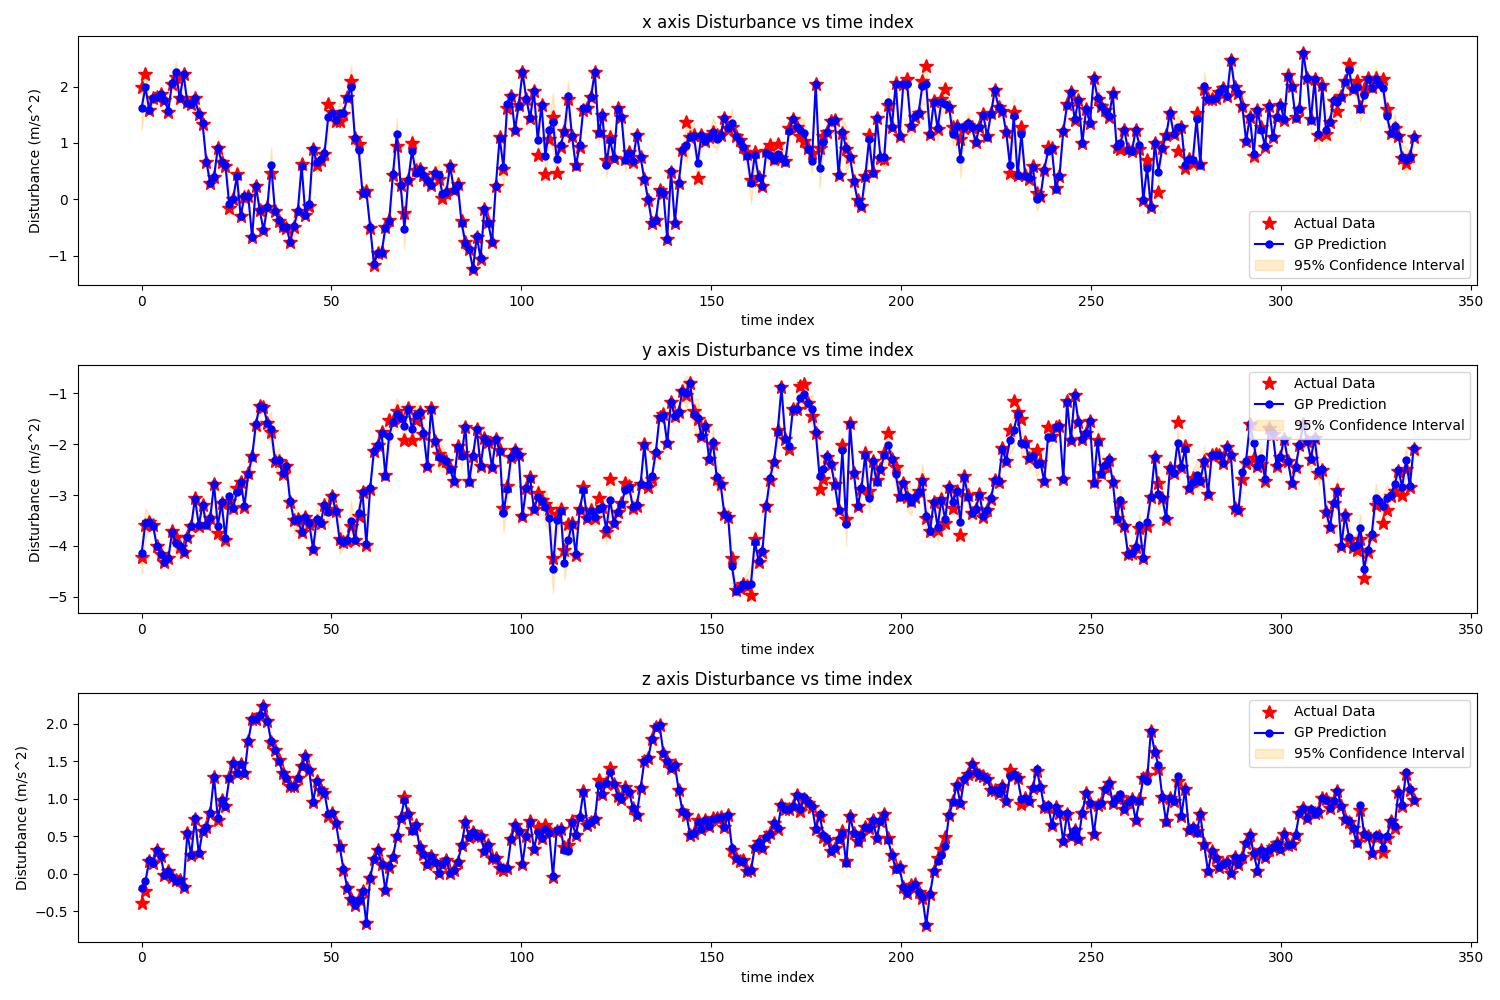 x axis Disturbance vs time index
Disturbance (m/s^2)
2
1
0
−1
Actual Data
GP Prediction
95% Confidence Interval
0 50 100 150 200 250 300 350
time index
y axis Disturbance vs time index
Disturbance (m/s^2)
−1
−2
−3
−4
−5
Actual Data
GP Prediction
95% Confidence Interval
0 50 100 150 200 250 300 350
time index
z axis Disturbance vs time index
Disturbance (m/s^2)
2.0
1.5
1.0
0.5
0.0
−0.5
Actual Data
GP Prediction
95% Confidence Interval
0 50 100 150 200 250 300 350
time index